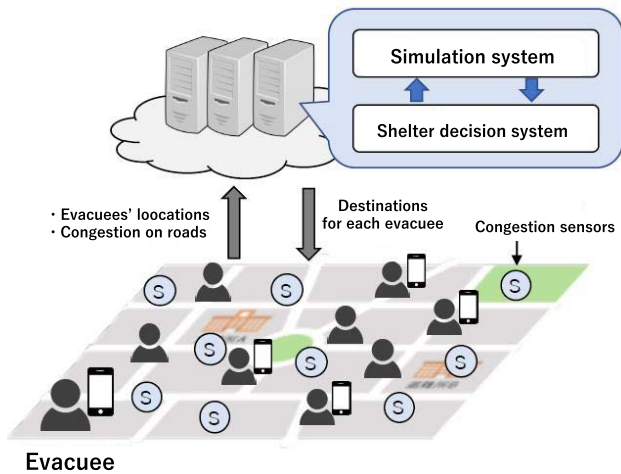 Simulation system
Shelter decision system
・Evacuees’ loocations
・Congestion on roads
Destinations
for each evacuee
Congestion sensors
S
S
S
S
S
S
S
S
S
Evacuee